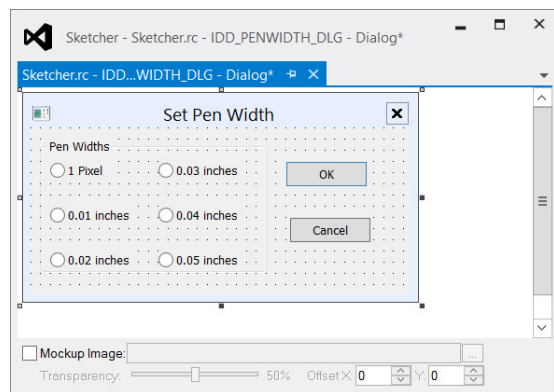 Sketcher - Sketcher.rc - IDD_PENWIDTH_DLG - Dialog*
Sketcher.rc - IDD...WIDTH_DLG - Dialog*
Set Pen Width
Pen Widths
1 Pixel
0.03 inches
OK
0.01 inches
0.04 inches
Cancel
0.02 inches
0.05 inches
Mockup Image:
...
Transparency:
50%
Offset X:
0
Y:
0